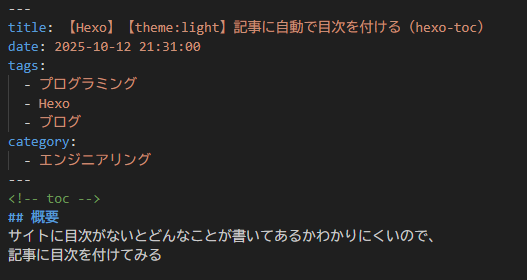 ---
title: 【Hexo】【theme:light】記事に自動で目次を付ける（hexo-toc）
date: 2025-10-12 21:31:00
tags:
  - プログラミング
  - Hexo
  - ブログ
category:
  - エンジニアリング
---
<!-- toc -->
## 概要
サイトに目次がないとどんなことが書いてあるかわかりにくいので、
記事に目次を付けてみる